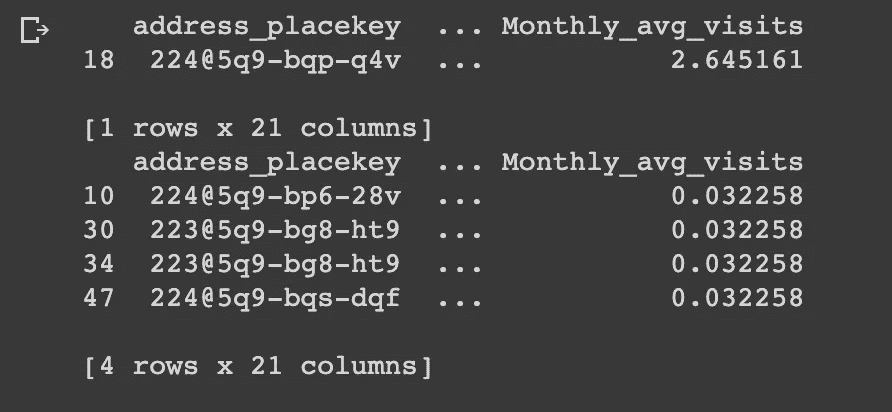 address_placekey ... Monthly_avg_visits
18 224@5q9-bqp-q4v ... 2.645161
[1 rows x 21 columns]
address_placekey ... Monthly_avg_visits
10 224@5q9-bp6-28v ... 0.032258
30 223@5q9-bg8-ht9 ... 0.032258
34 223@5q9-bg8-ht9 ... 0.032258
47 224@5q9-bqs-dqf ... 0.032258
[4 rows x 21 columns]